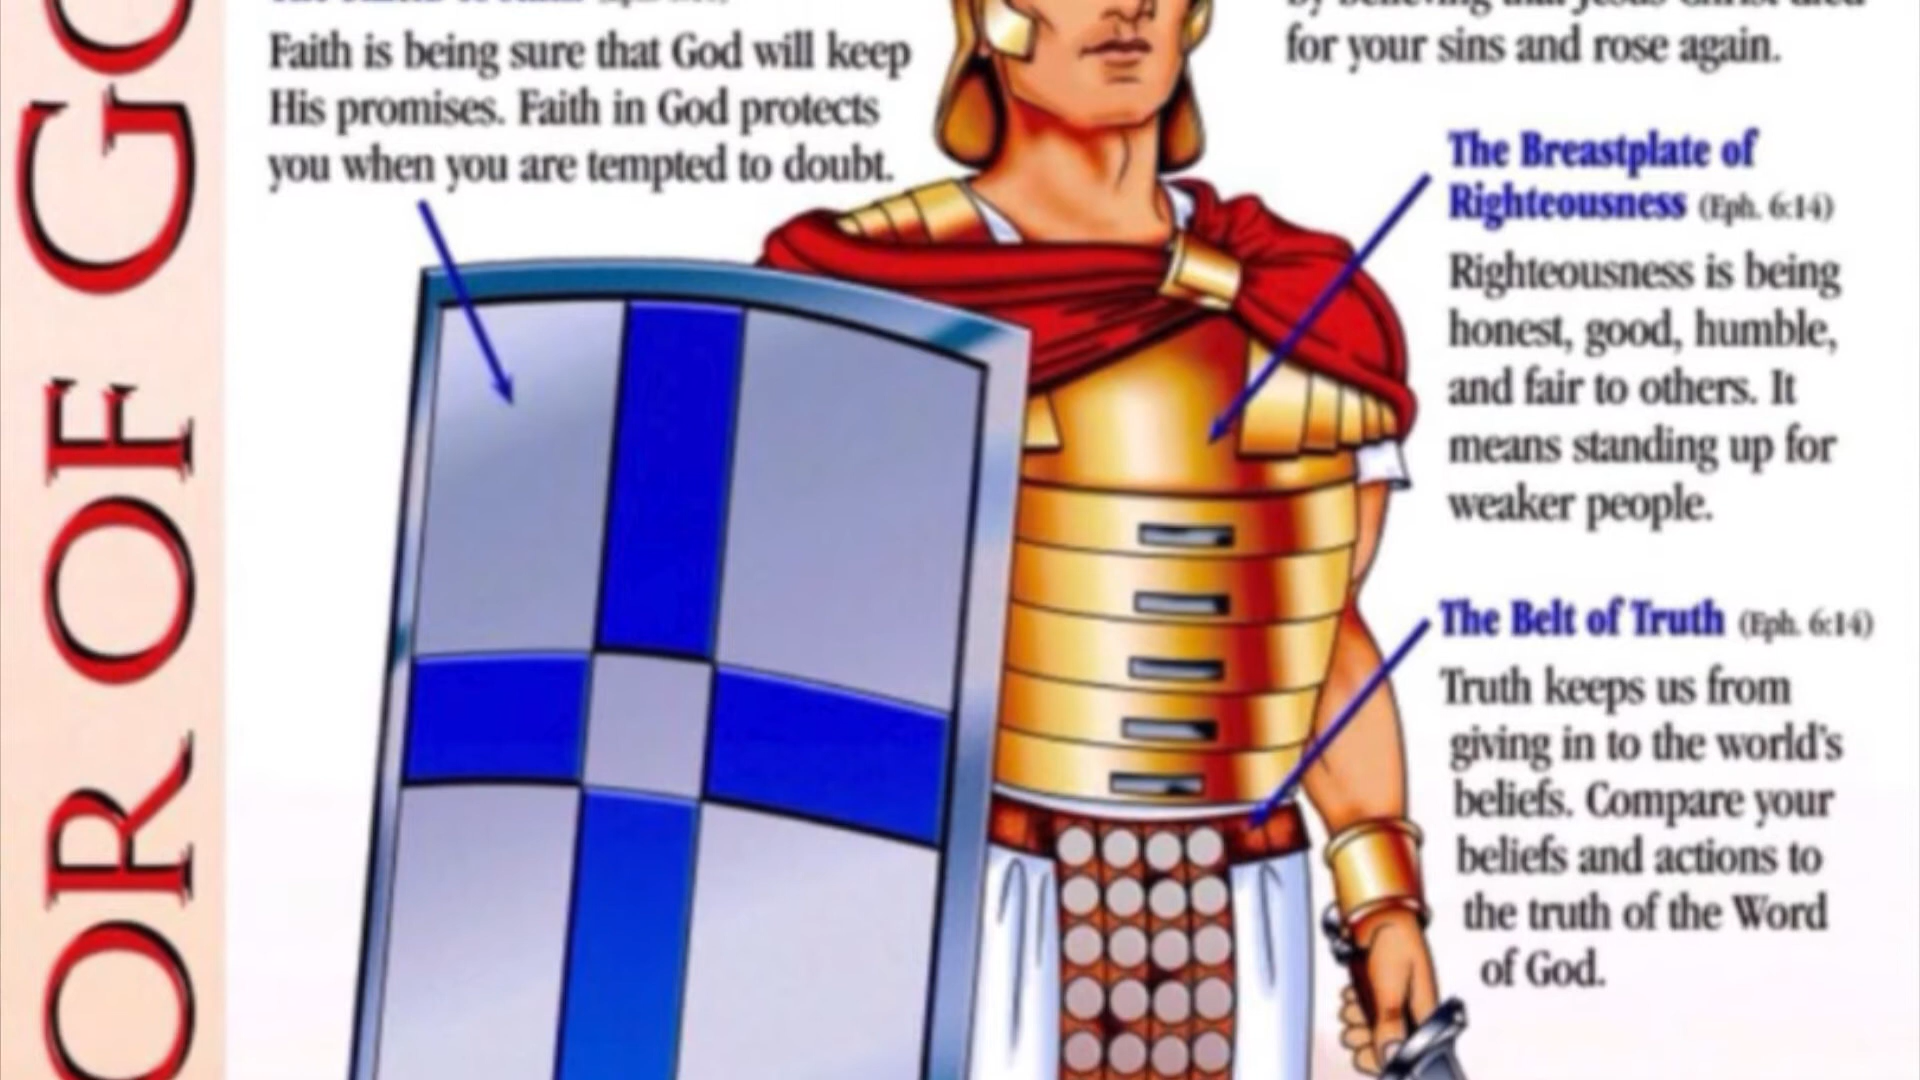 OR OF GO
Faith is being sure that God will keep
His promises. Faith in God protects
you when you are tempted to doubt.
for your sins and rose again.
The Breastplate of
Righteousness (Eph. 6:14)
Righteousness is being
honest, good, humble,
and fair to others. It
means standing up for
weaker people.
The Belt of Truth (Eph. 6:14)
Truth keeps us from
giving in to the world's
beliefs. Compare your
beliefs and actions to
the truth of the Word
of God.